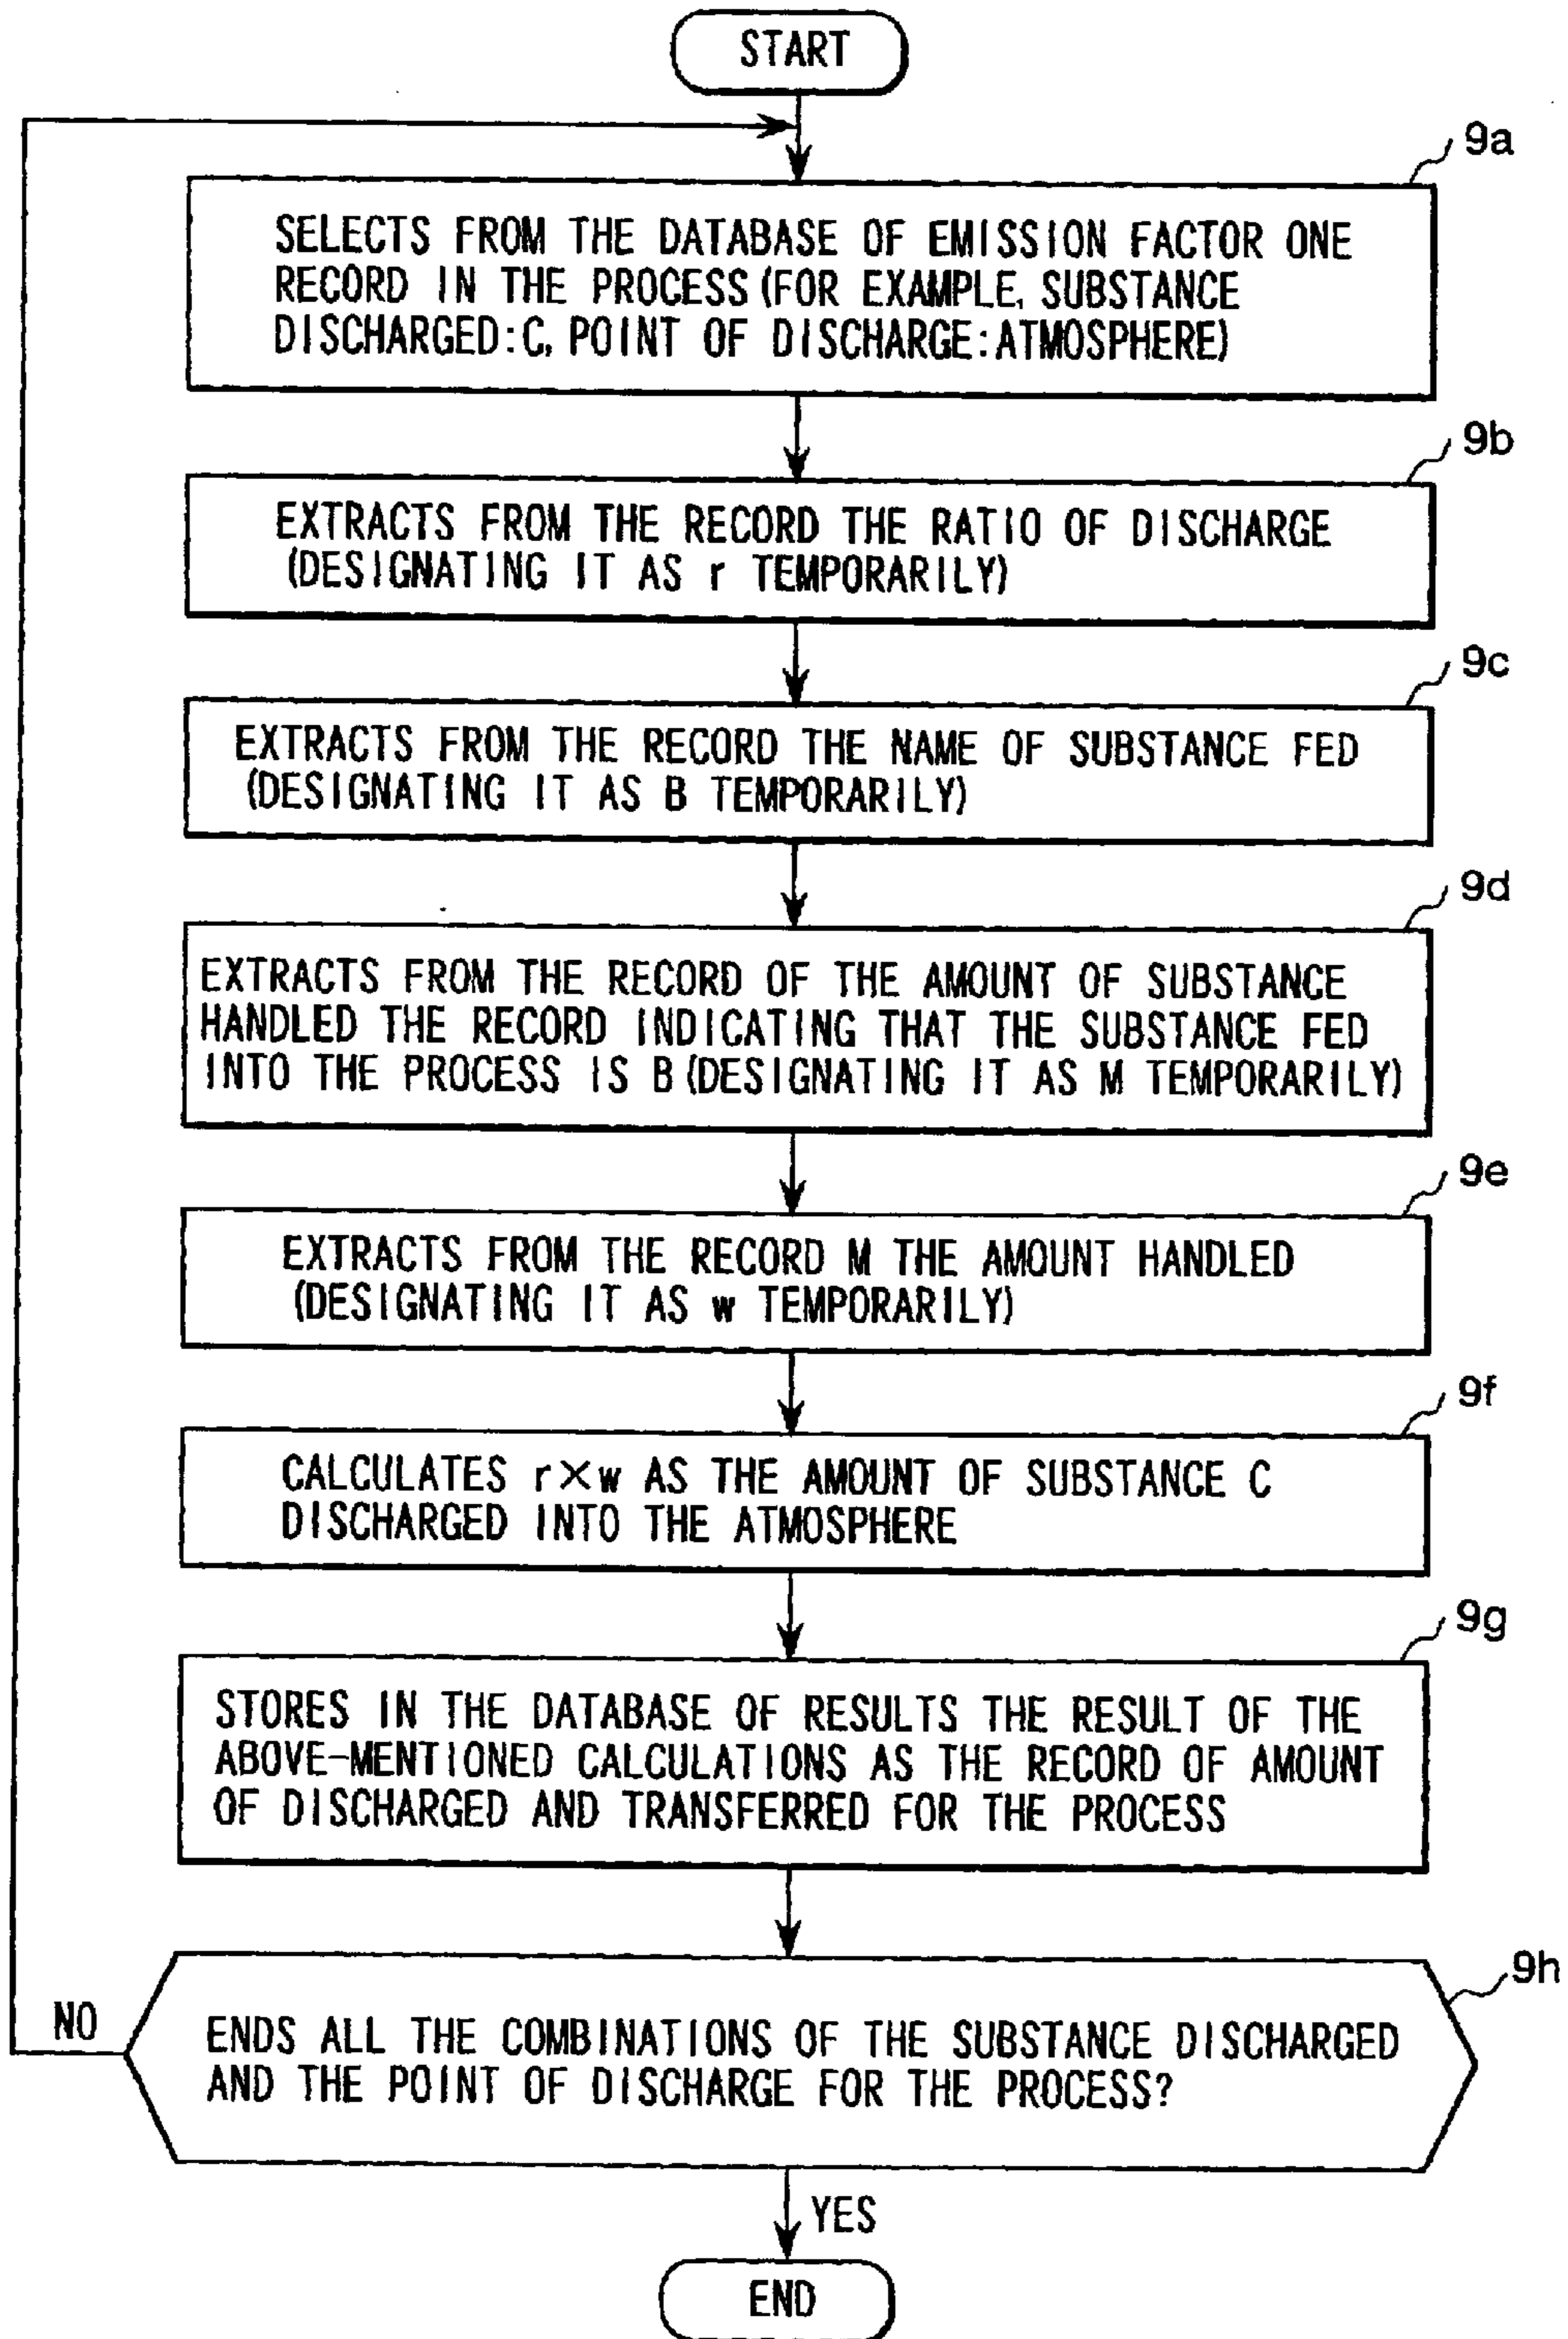 START
9a
SELECTS FROM THE DATABASE OF EMISSION FACTOR ONE
RECORD IN THE PROCESS (FOR EXAMPLE, SUBSTANCE
DISCHARGED:C, POINT OF DISCHARGE:ATMOSPHERE)
9b
EXTRACTS FROM THE RECORD THE RATIO OF DISCHARGE
(DESIGNATING IT AS r TEMPORARILY)
9c
EXTRACTS FROM THE RECORD THE NAME OF SUBSTANCE FED
(DESIGNATING IT AS B TEMPORARILY)
9d
EXTRACTS FROM THE RECORD OF THE AMOUNT OF SUBSTANCE
HANDLED THE RECORD INDICATING THAT THE SUBSTANCE FED
INTO THE PROCESS IS B (DESIGNATING IT AS M TEMPORARILY)
9e
EXTRACTS FROM THE RECORD M THE AMOUNT HANDLED
(DESIGNATING IT AS w TEMPORARILY)
9f
CALCULATES r×w AS THE AMOUNT OF SUBSTANCE C
DISCHARGED INTO THE ATMOSPHERE
9g
STORES IN THE DATABASE OF RESULTS THE RESULT OF THE
ABOVE-MENTIONED CALCULATIONS AS THE RECORD OF AMOUNT
OF DISCHARGED AND TRANSFERRED FOR THE PROCESS
9h
NO
ENDS ALL THE COMBINATIONS OF THE SUBSTANCE DISCHARGED
AND THE POINT OF DISCHARGE FOR THE PROCESS?
YES
END